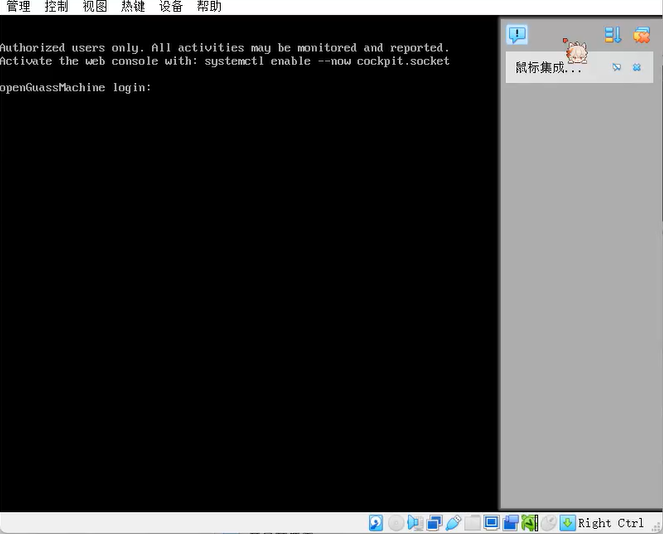 管理 控制 视图 热键 设备 帮助
Authorized users only. All activities may be monitored and reported.
Activate the web console with: systemctl enable --now cockpit.socket
openGuassMachine login:
鼠标集成...
Right Ctrl